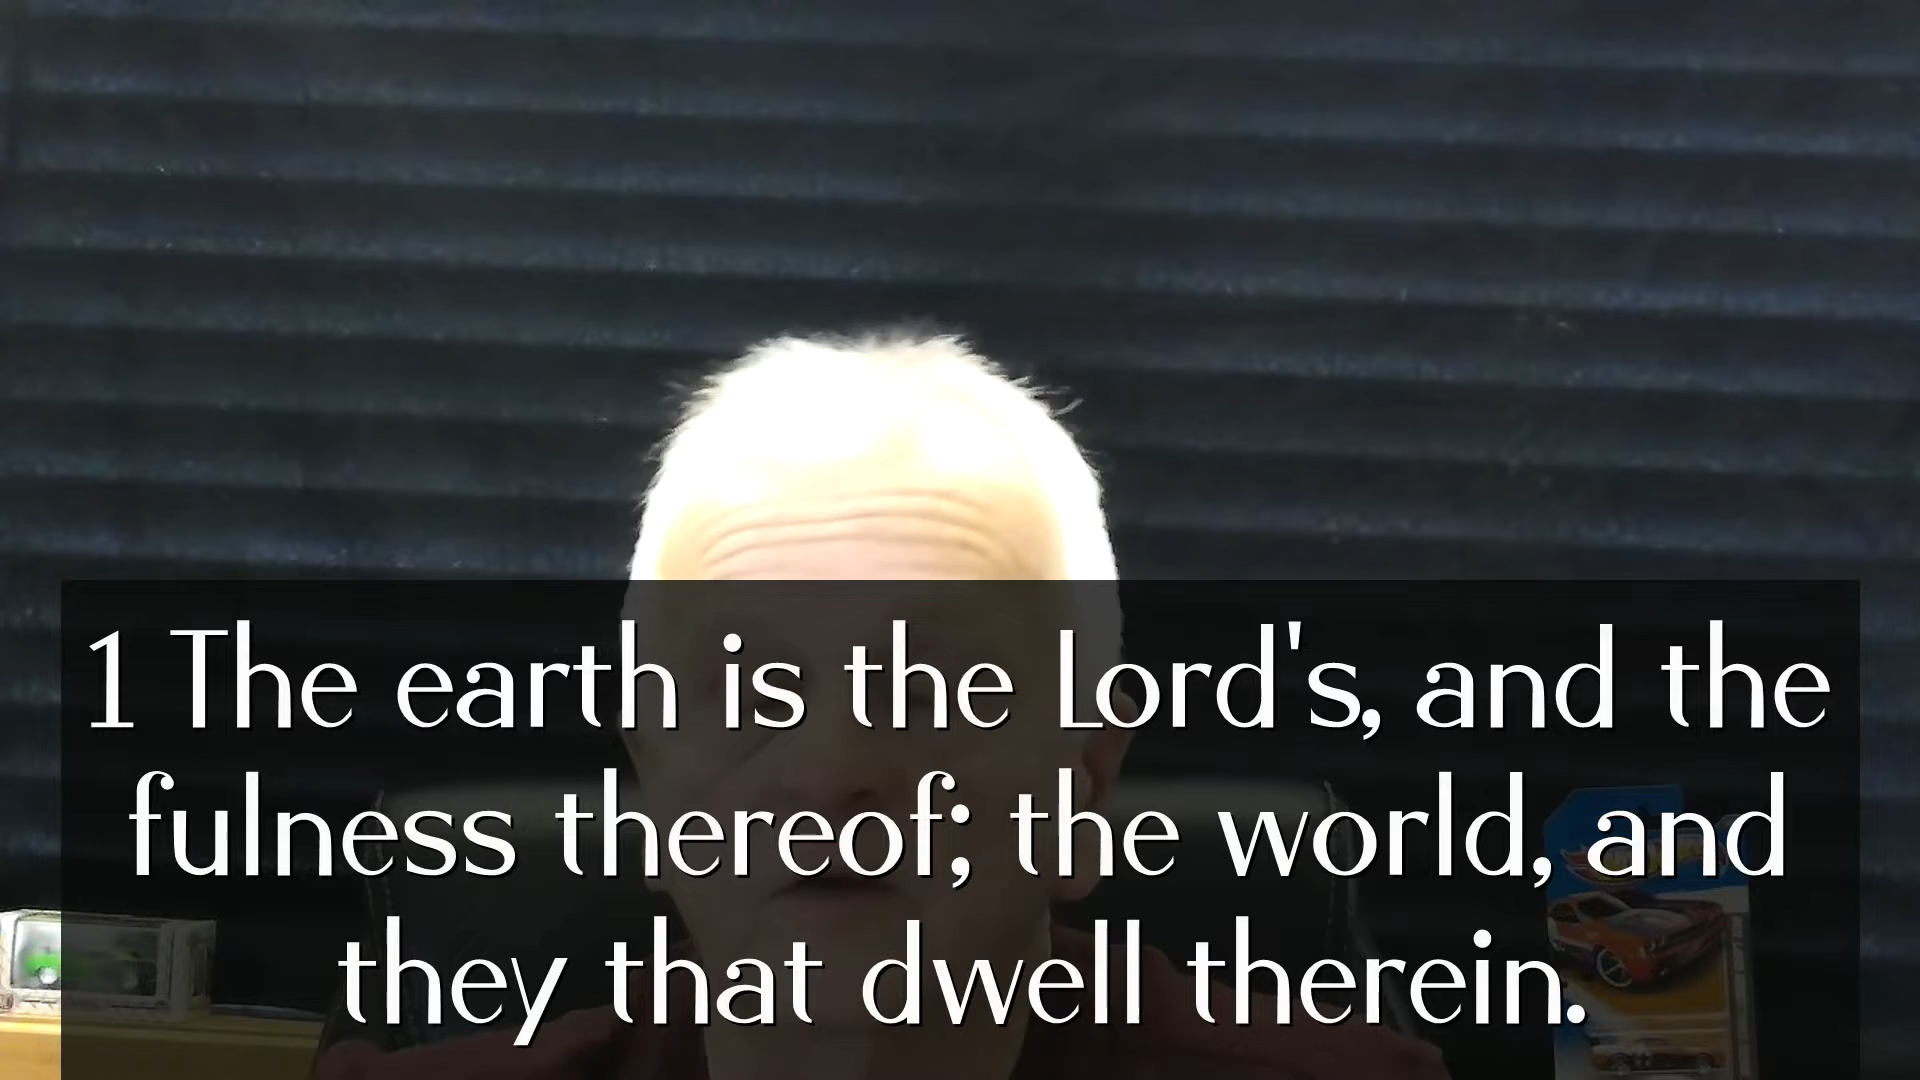 1 The earth is the Lord's, and the
fulness thereof; the world, and
they that dwell therein.